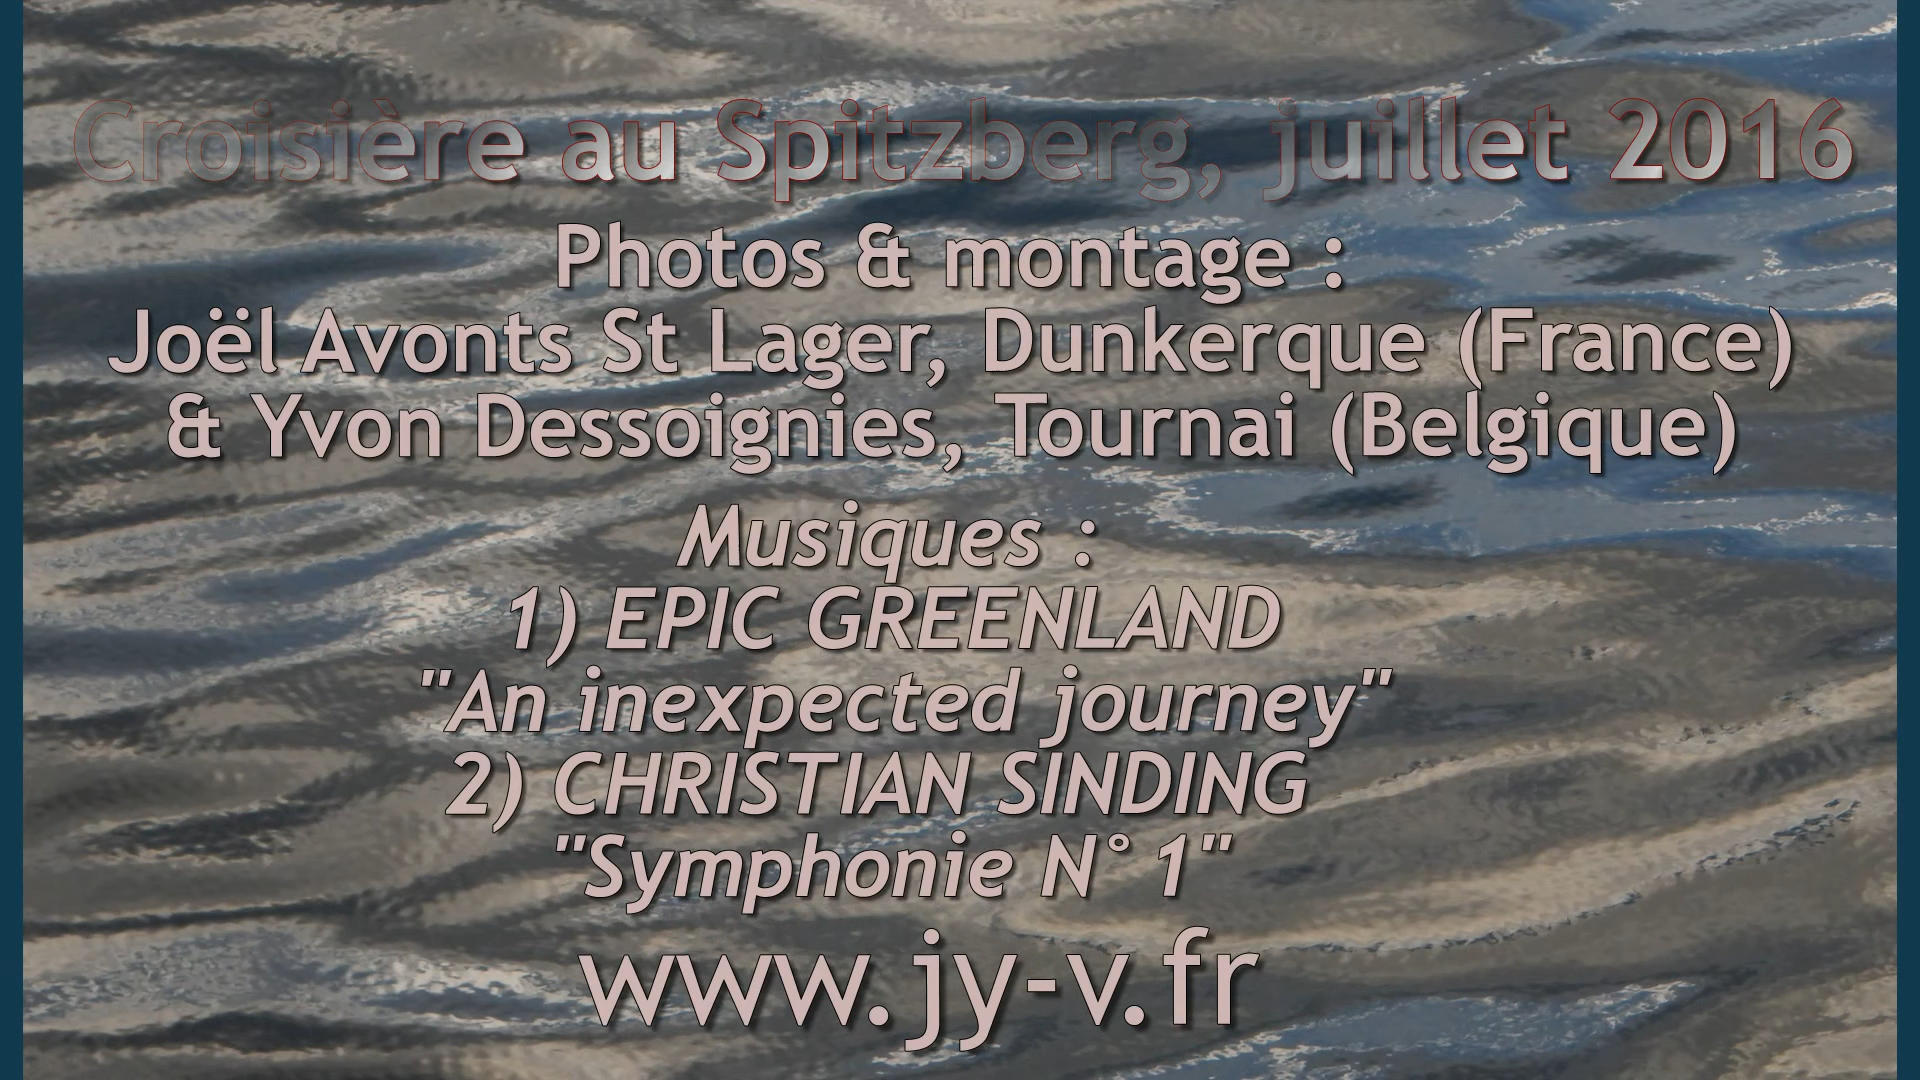 Croisière au Spitzberg, juillet 2016
Photos & montage :
Joël Avonts St Lager, Dunkerque (France)
& Yvon Dessoignies, Tournai (Belgique)
Musiques :
1) EPIC GREENLAND
"An inexpected journey"
2) CHRISTIAN SINDING
"Symphonie N° 1"
www.jy-v.fr